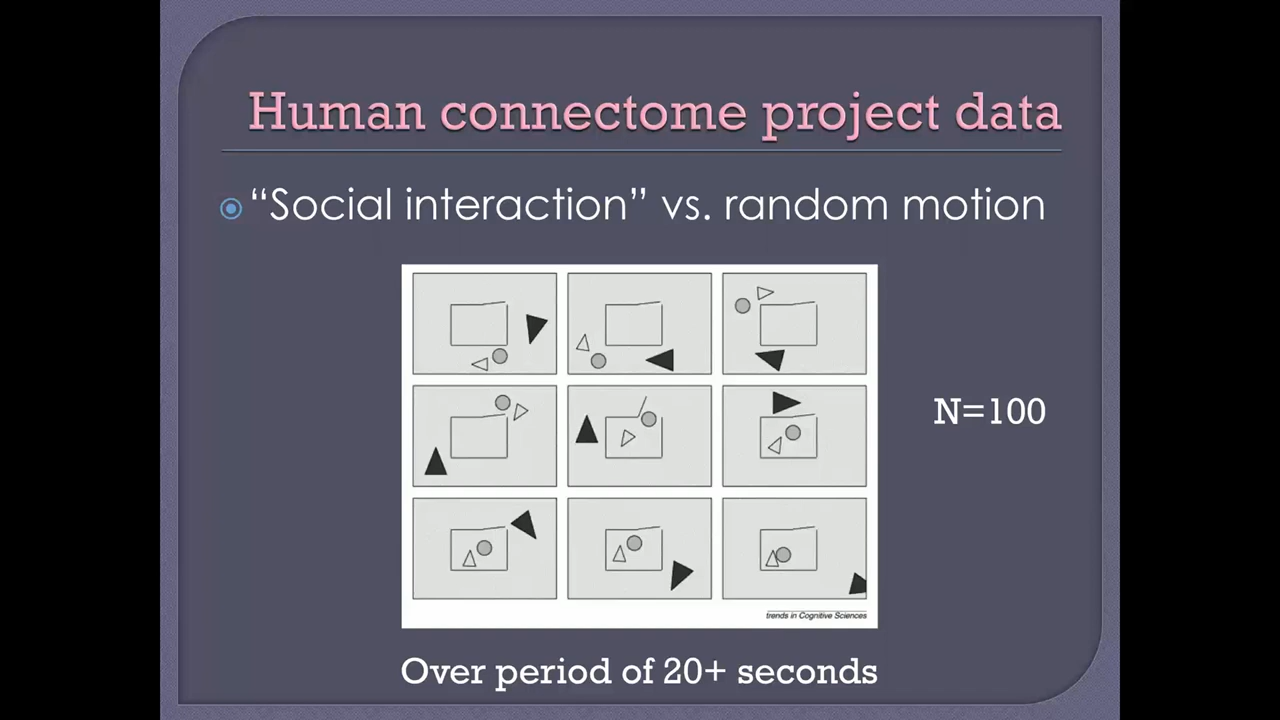 Human connectome project data
“Social interaction” vs. random motion
N=100
trends in Cognitive Sciences
Over period of 20+ seconds